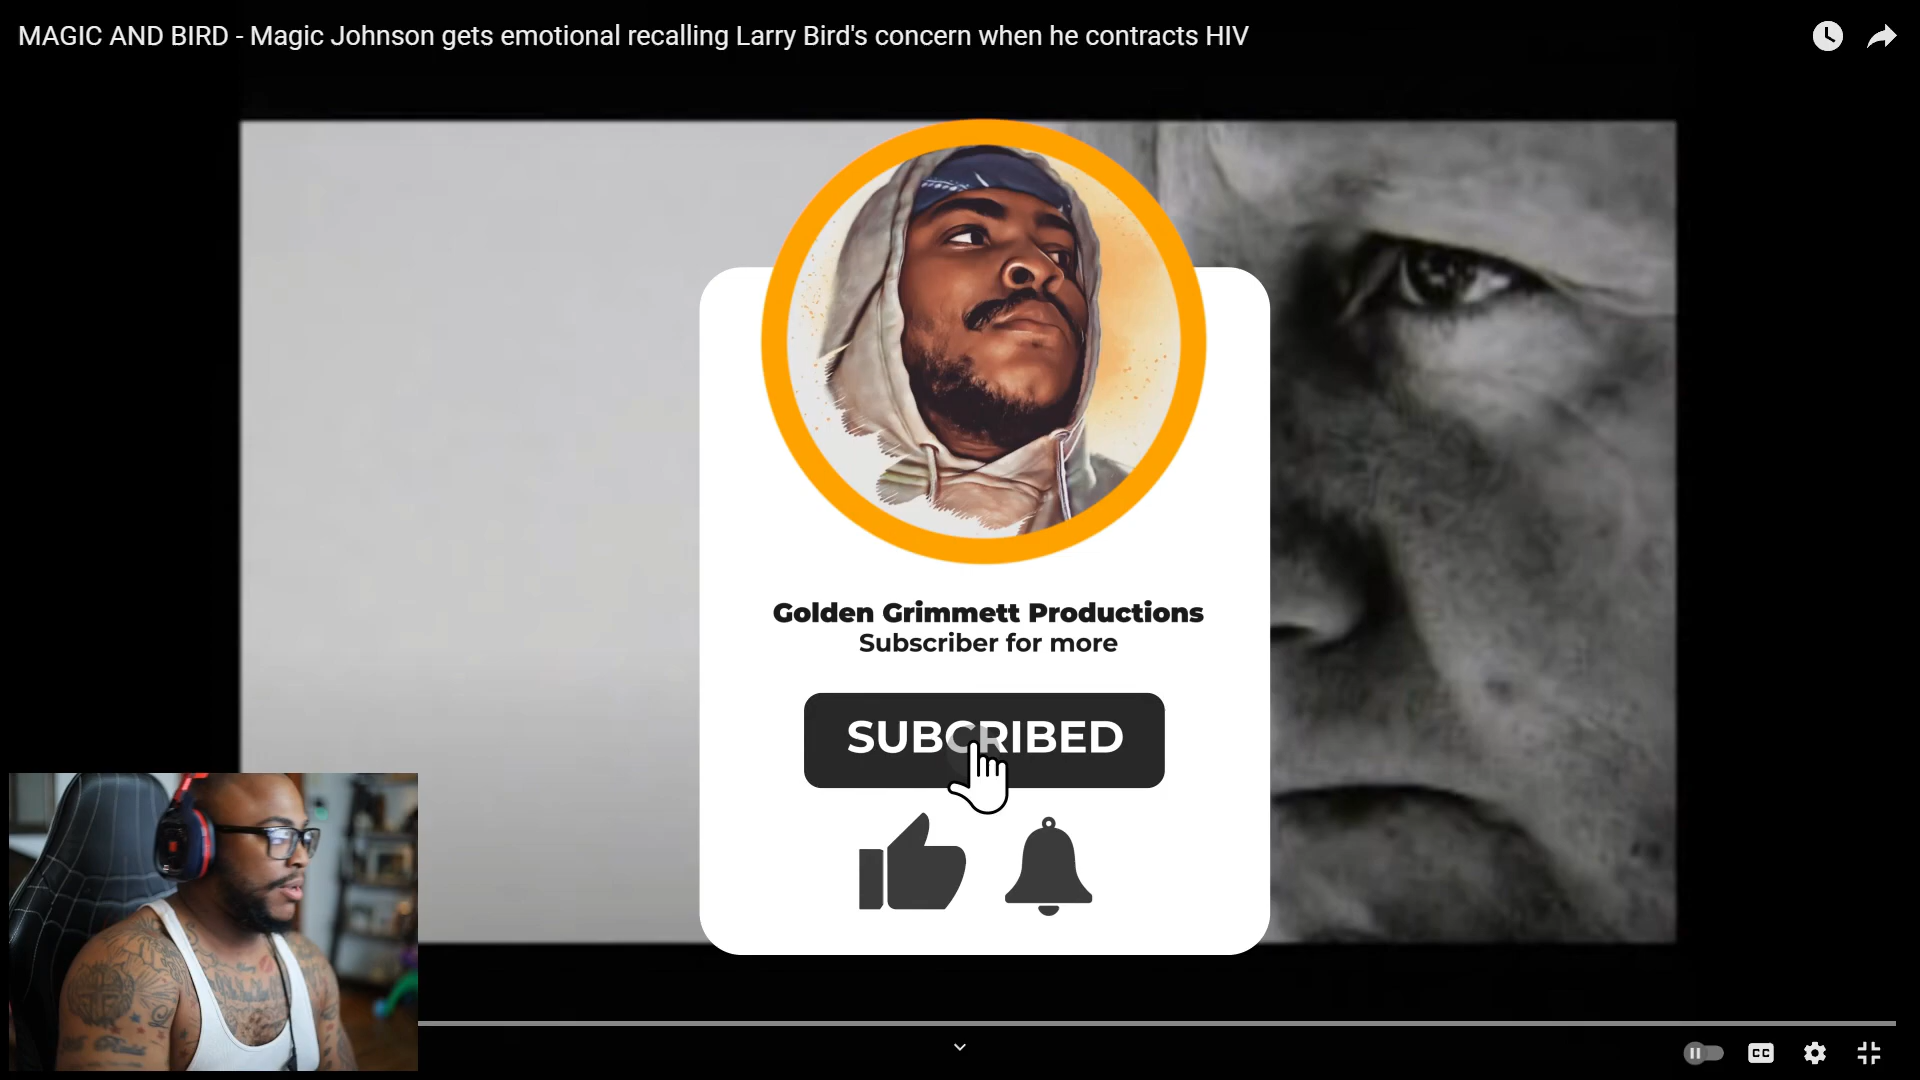 MAGIC AND BIRD - Magic Johnson gets emotional recalling Larry Bird's concern when he contracts HIV
Golden Grimmett Productions
Subscriber for more
SUBCRIBED
CC